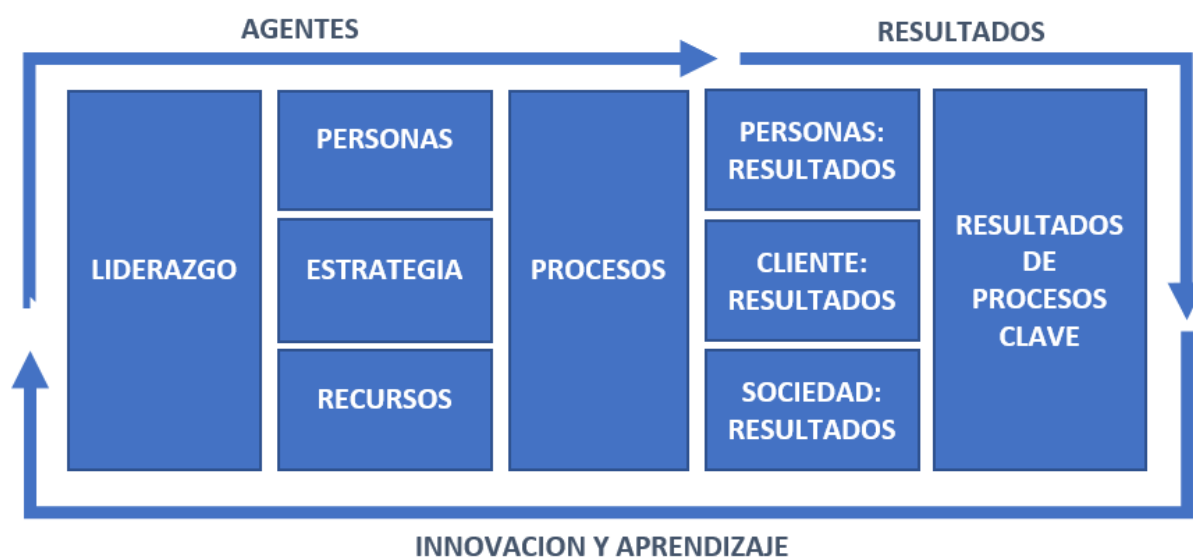 AGENTES
RESULTADOS
LIDERAZGO
PERSONAS
ESTRATEGIA
RECURSOS
PROCESOS
PERSONAS:
RESULTADOS
CLIENTE:
RESULTADOS
SOCIEDAD:
RESULTADOS
RESULTADOS
DE
PROCESOS
CLAVE
INNOVACION Y APRENDIZAJE